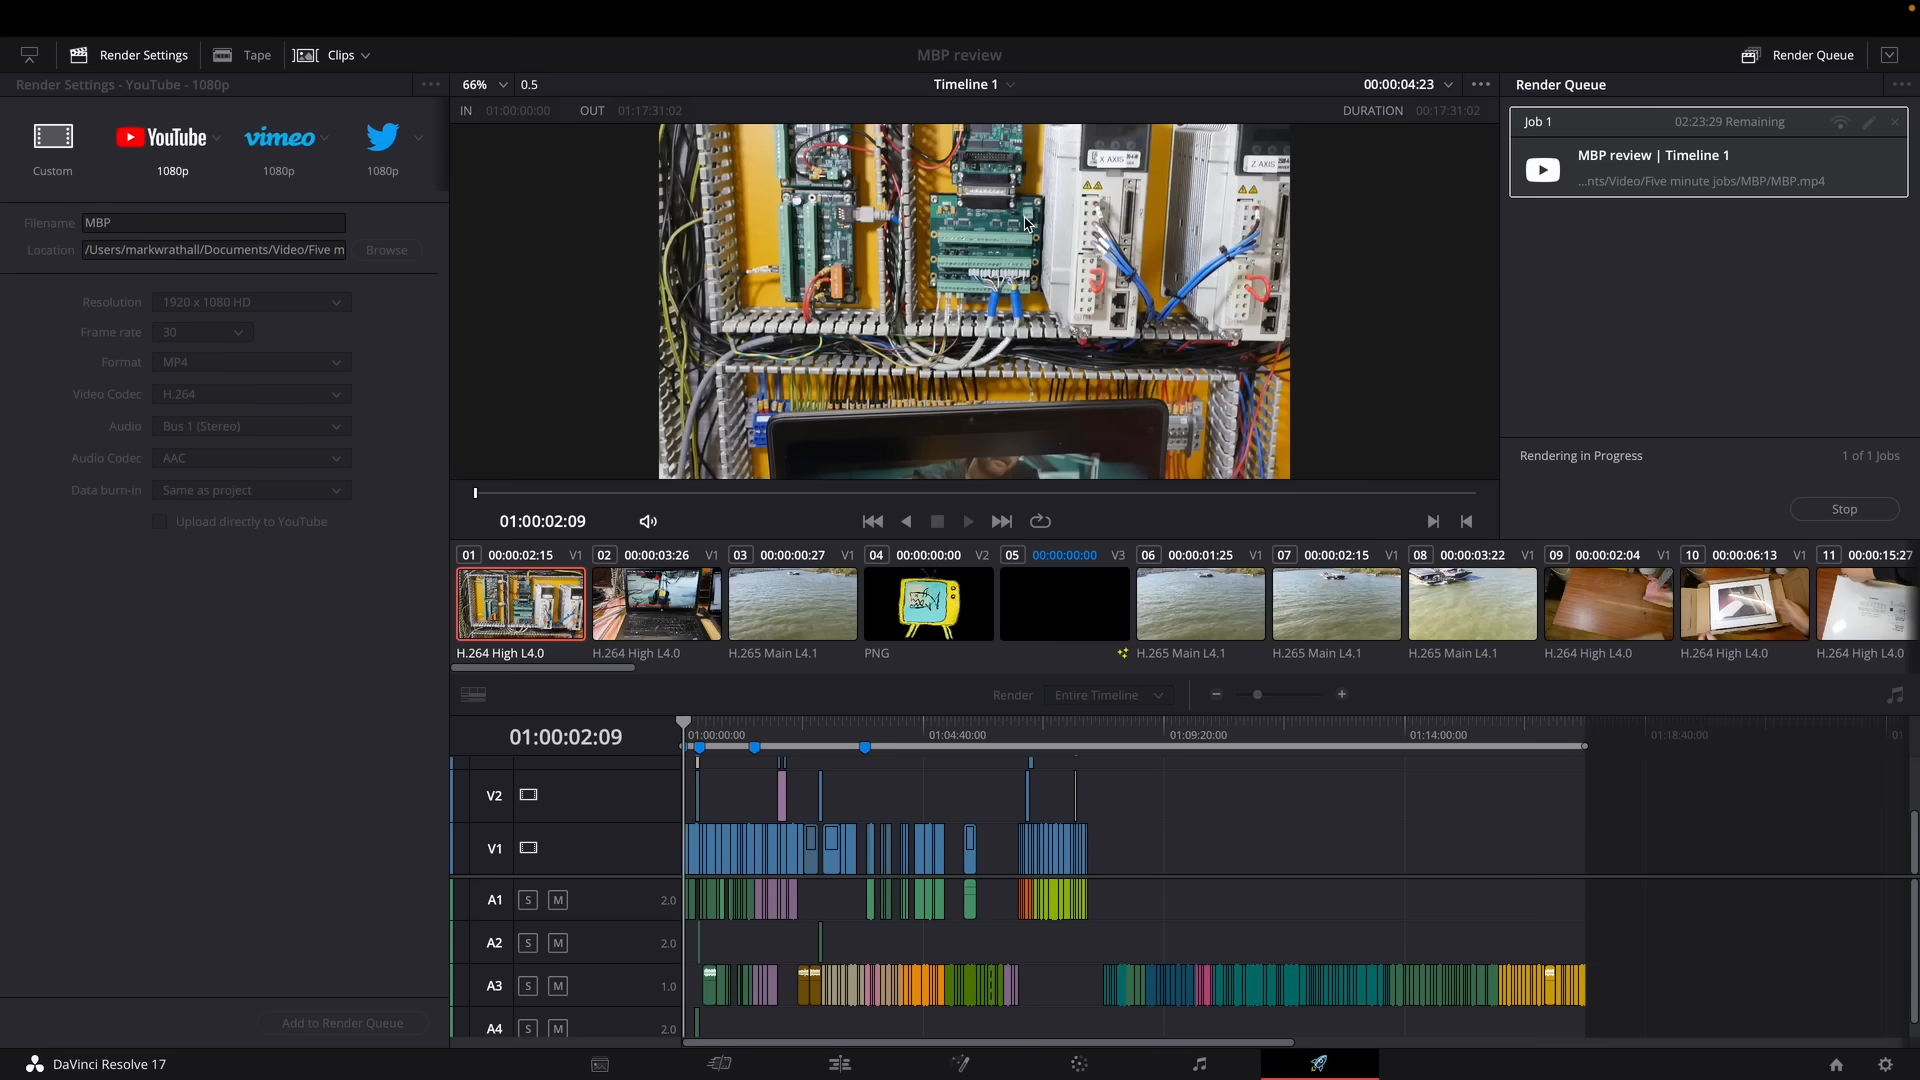 Render Settings
Tape
Clips
MBP review
Render Queue
Render Settings - YouTube - 1080p
66%
0.5
Timeline 1
00:00:04:23
Render Queue
IN 01:00:00:00 OUT 01:17:31:02
DURATION 00:17:31:02
Job 1
02:23:29 Remaining
YouTube
vimeo
Custom
1080p
1080p
1080p
MBP review | Timeline 1
...nts/Video/Five minute jobs/MBP/MBP.mp4
X AXIS
Z AXIS
Filename MBP
Location /Users/markwrathall/Documents/Video/Five m
Browse
Resolution 1920 x 1080 HD
Frame rate 30
Format MP4
Video Codec H.264
Audio Bus 1 (Stereo)
Audio Codec AAC
Data burn-in Same as project
Upload directly to YouTube
Rendering in Progress
1 of 1 Jobs
Stop
01:00:02:09
01 00:00:02:15 V1
02 00:00:03:26 V1
03 00:00:00:27 V1
04 00:00:00:00 V2
05 00:00:00:00 V3
06 00:00:01:25 V1
07 00:00:02:15 V1
08 00:00:03:22 V1
09 00:00:02:04 V1
10 00:00:06:13 V1
11 00:00:15:27
H.264 High L4.0
H.264 High L4.0
H.265 Main L4.1
PNG
H.265 Main L4.1
H.265 Main L4.1
H.265 Main L4.1
H.264 High L4.0
H.264 High L4.0
H.264 High L4.0
Render Entire Timeline
01:00:02:09
01:00:00:00
01:04:40:00
01:09:20:00
01:14:00:00
01:18:40:00
V2
V1
A1 S M 2.0
A2 S M 2.0
A3 S M 1.0
A4 S M 2.0
Add to Render Queue
DaVinci Resolve 17